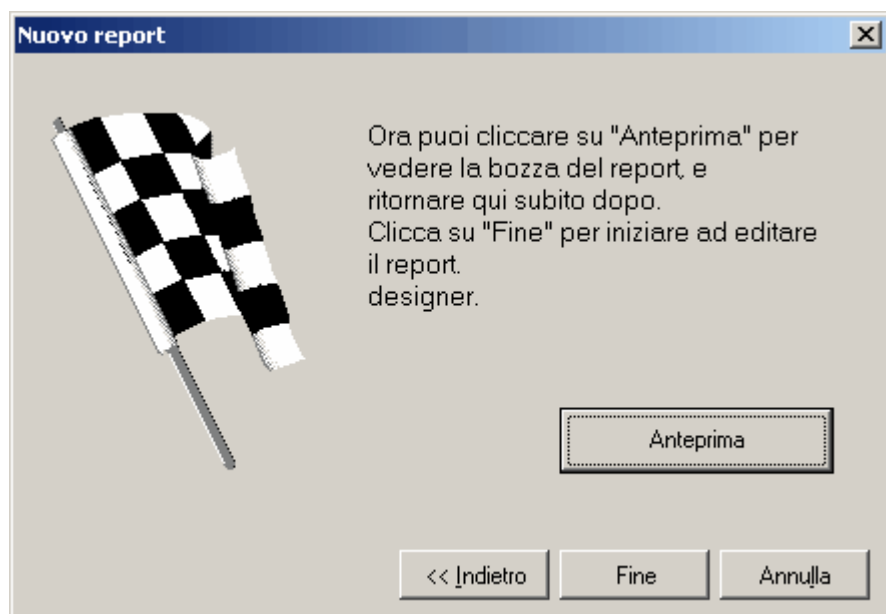 Nuovo report
Ora puoi cliccare su "Anteprima" per
vedere la bozza del report, e
ritornare qui subito dopo.
Clicca su "Fine" per iniziare ad editare
il report.
designer.
Anteprima
<< Indietro
Fine
Annulla